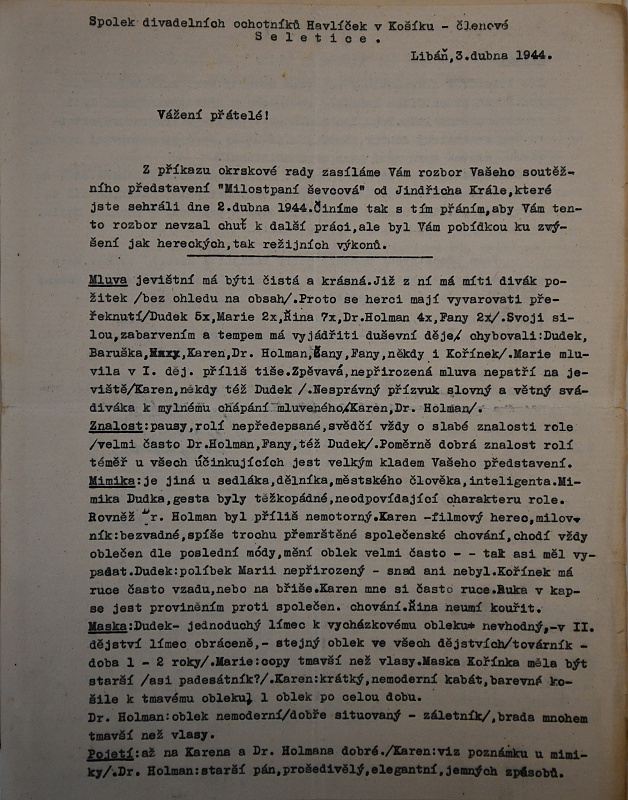 Spolek divadelních ochotníků Havlíček v Košíku - členové
S e l e t i c e .
Libáň,3.dubna 1944.
Vážení přátelé!
Z příkazu okrskové rady zasíláme Vám rozbor Vašeho soutěž-
ního představení "Milostpaní ševcová" od Jindřicha Krále,které
jste sehráli dne 2.dubna 1944.Činíme tak s tím přáním,aby Vám ten-
to rozbor nevzal chuť k další práci,ale byl Vám pobídkou ku zvý-
šení jak hereckých,tak režijních výkonů.
Mluva jevištní má býti čistá a krásná.Již z ní má míti divák po-
žitek /bez ohledu na obsah/.Proto se herci mají vyvarovati pře-
řeknutí/Dudek 5x,Marie 2x,Řina 7x,Dr.Holman 4x,Fany 2x/.Svoji si-
lou,zabarvením a tempem má vyjádřiti duševní děje/ chybovali:Dudek,
Baruška,Karen,Dr. Holman,Čany,Fany,někdy i Kořínek/.Marie mlu-
vila v I. děj. příliš tiše.Zpěvavá,nepřirozená mluva nepatří na je-
viště/Karen,někdy též Dudek /.Nesprávný přízvuk slovný a větný svá-
diváka k mylnému chápání mluveného/Karen,Dr. Holman/.
Znalost:pausy,rolí nepředepsané,svědčí vždy o slabé znalosti role
/velmi často Dr.Holman,Fany,též Dudek/.Poměrně dobrá znalost rolí
téměř u všech účinkujících jest velkým kladem Vašeho představení.
Mimika:je jiná u sedláka,dělníka,městského člověka,inteligenta.Mi-
mika Dudka,gesta byly těžkopádné,neodpovídající charakteru role.
Rovněž Dr. Holman byl příliš nemotorný.Karen -filmový herec,milov-
ník:bezvadné,spíše trochu přemrštěné společenské chování,chodí vždy
oblečen dle poslední módy,mění oblek velmi často - - tak asi měl vy-
padat.Dudek:políbek Marii nepřirozený - snad ani nebyl.Kořínek má
ruce často vzadu,nebo na břiše.Karen mne si často ruce.Ruka v kap-
se jest proviněním proti společen. chování.Řina neumí kouřit.
Maska:Dudek- jednoduchý límec k vycházkovému obleku nevhodný,-v II.
dějství límec obráceně,- stejný oblek ve všech dějstvích/továrník -
doba 1 - 2 roky/.Marie:copy tmavší než vlasy.Maska Kořínka měla být
starší /asi padesátník?/.Karen:krátký,nemoderní kabát,barevná ko-
šile k tmavému obleku, 1 oblek po celou dobu.
Dr. Holman:oblek nemoderní/dobře situovaný - záletník/,brada mnohem
tmavší než vlasy.
Pojetí:až na Karena a Dr. Holmana dobré./Karen:viz poznámku u mimi-
ky/.Dr. Holman:starší pán,prošedivělý,elegantní,jemných způsobů.